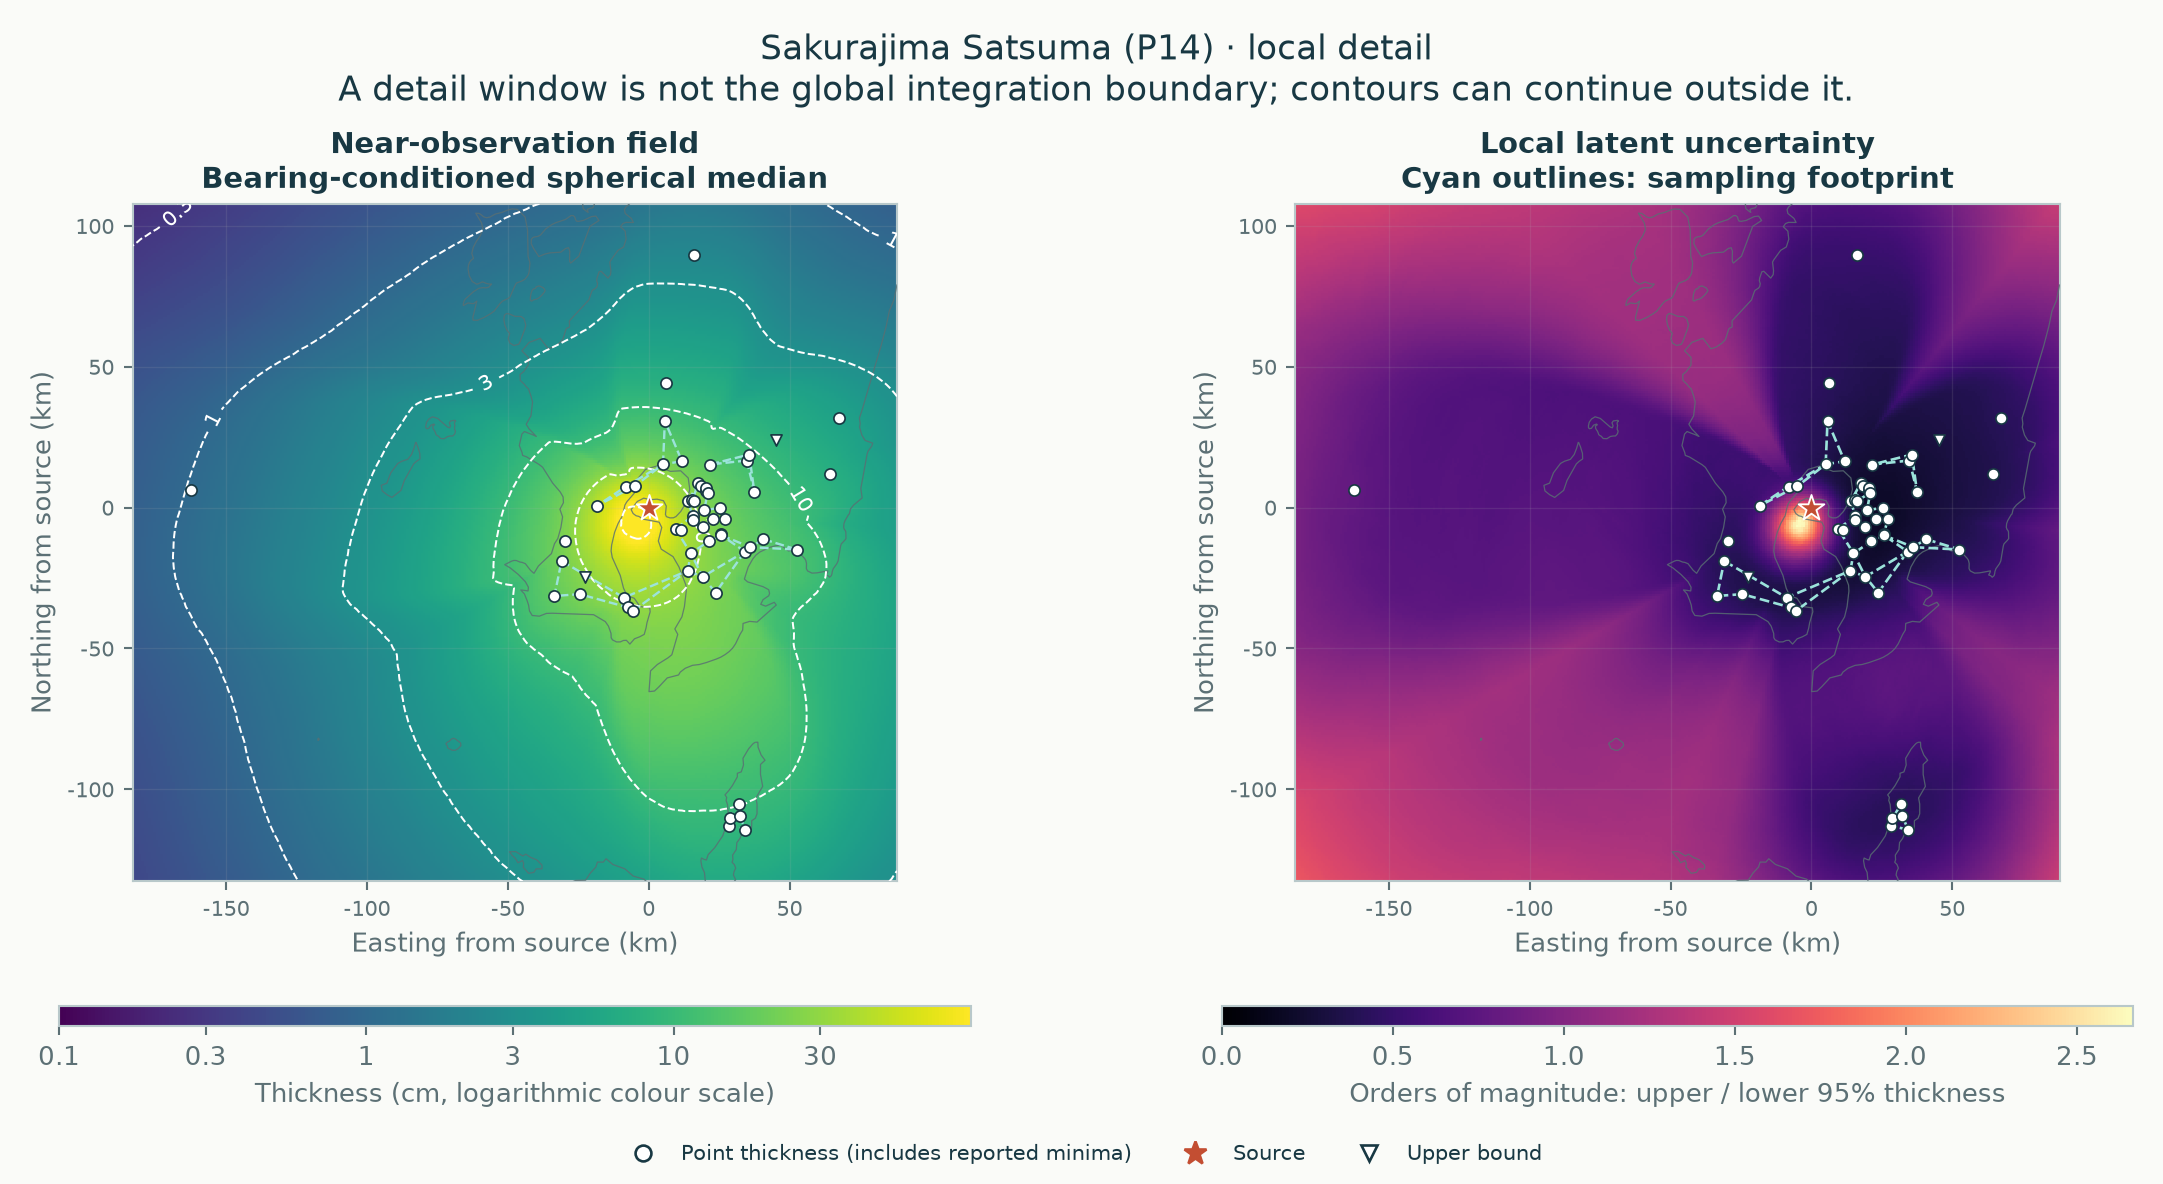 Sakurajima Satsuma (P14) · local detail
A detail window is not the global integration boundary; contours can continue outside it.
Near-observation field
Bearing-conditioned spherical median
100
50
0
-50
-100
-150
-100
-50
0
50
Northing from source (km)
Easting from source (km)
1
1
3
10
0.1
0.3
1
3
10
30
Thickness (cm, logarithmic colour scale)
Local latent uncertainty
Cyan outlines: sampling footprint
100
50
0
-50
-100
-150
-100
-50
0
50
Northing from source (km)
Easting from source (km)
0.0
0.5
1.0
1.5
2.0
2.5
Orders of magnitude: upper / lower 95% thickness
Point thickness (includes reported minima)
Source
Upper bound